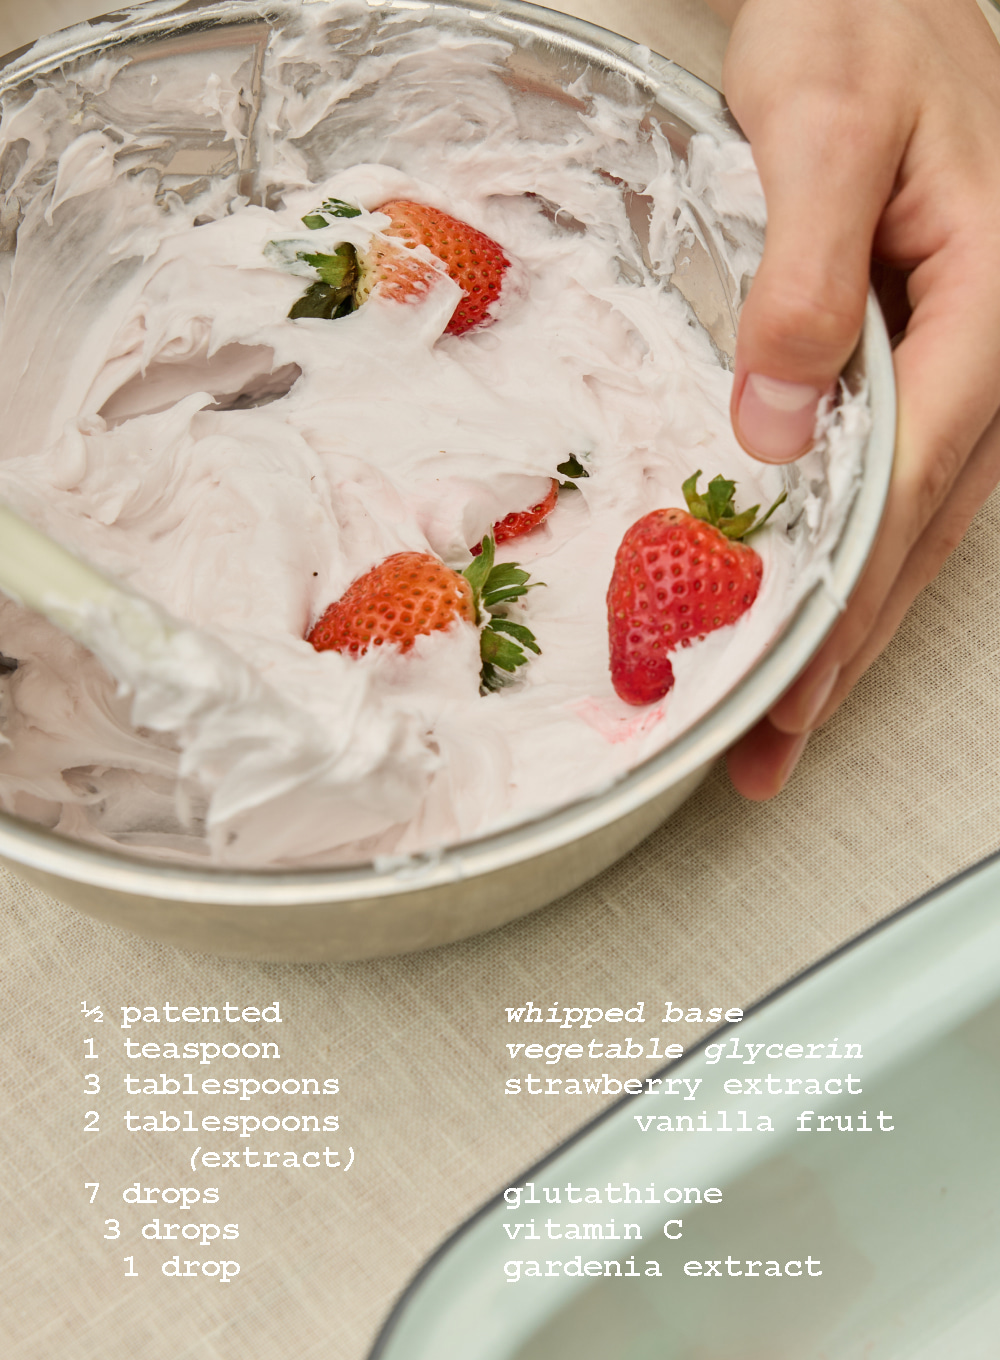 ½ patented whipped base
1 teaspoon vegetable glycerin
3 tablespoons strawberry extract
2 tablespoons vanilla fruit
(extract)
7 drops glutathione
3 drops vitamin C
1 drop gardenia extract